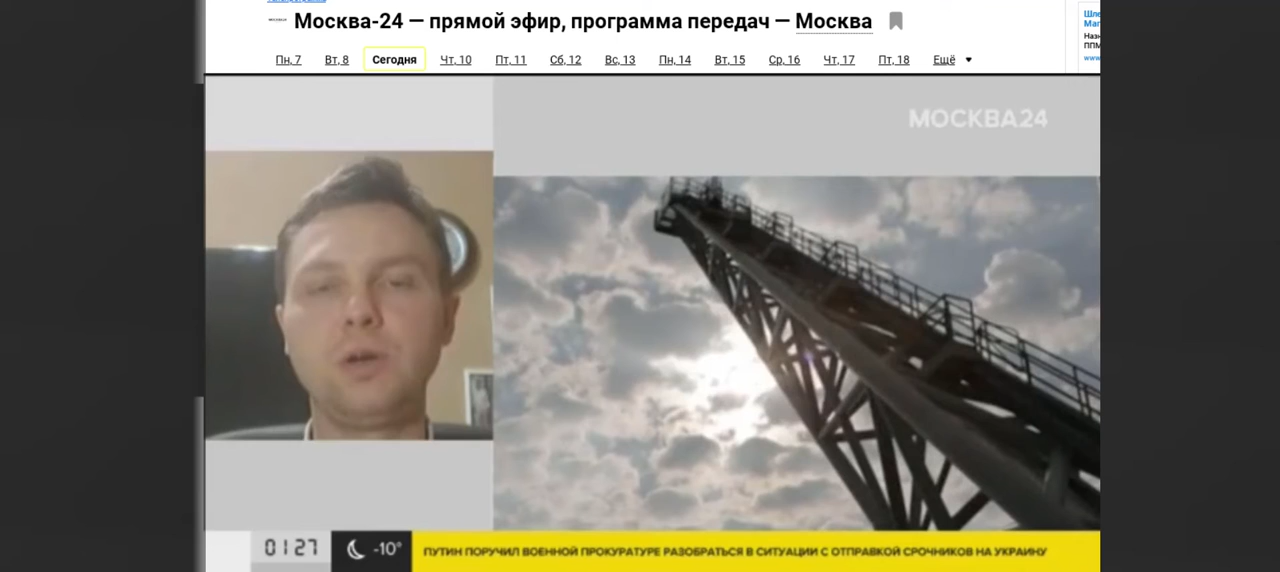 Москва-24 — прямой эфир, программа передач — Москва
Пн, 7 Вт, 8 Сегодня Чт, 10 Пт, 11 Сб, 12 Вс, 13 Пн, 14 Вт, 15 Ср, 16 Чт, 17 Пт, 18 Ещё
МОСКВА24
01:27 -10° ПУТИН ПОРУЧИЛ ВОЕННОЙ ПРОКУРАТУРЕ РАЗОБРАТЬСЯ В СИТУАЦИИ С ОТПРАВКОЙ СРОЧНИКОВ НА УКРАИНУ